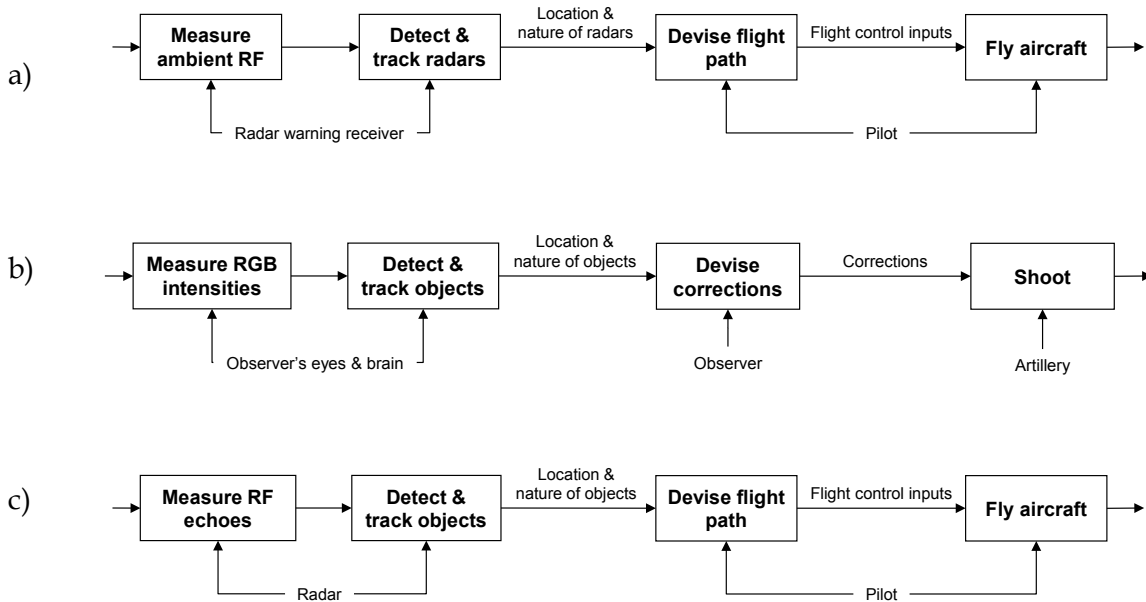 a)
Measure
ambient RF
Detect &
track radars
Location &
nature of radars
Devise flight
path
Flight control inputs
Fly aircraft
Radar warning receiver
Pilot
b)
Measure RGB
intensities
Detect &
track objects
Location &
nature of objects
Devise
corrections
Corrections
Shoot
Observer’s eyes & brain
Observer
Artillery
c)
Measure RF
echoes
Detect &
track objects
Location &
nature of objects
Devise flight
path
Flight control inputs
Fly aircraft
Radar
Pilot